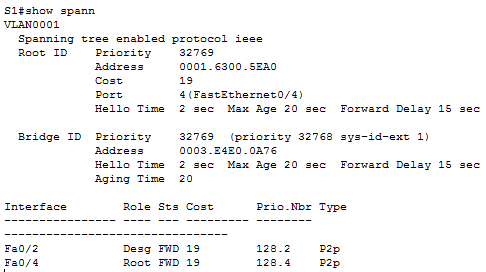 S1#show spann
VLAN0001
  Spanning tree enabled protocol ieee
  Root ID    Priority    32769
             Address     0001.6300.5EA0
             Cost        19
             Port        4(FastEthernet0/4)
             Hello Time  2 sec  Max Age 20 sec  Forward Delay 15 sec

  Bridge ID  Priority    32769  (priority 32768 sys-id-ext 1)
             Address     0003.E4E0.0A76
             Hello Time  2 sec  Max Age 20 sec  Forward Delay 15 sec
             Aging Time  20

Interface        Role Sts Cost      Prio.Nbr Type
---------------- ---- --- --------- -------- 
--------------------------------
Fa0/2            Desg FWD 19        128.2    P2p
Fa0/4            Root FWD 19        128.4    P2p